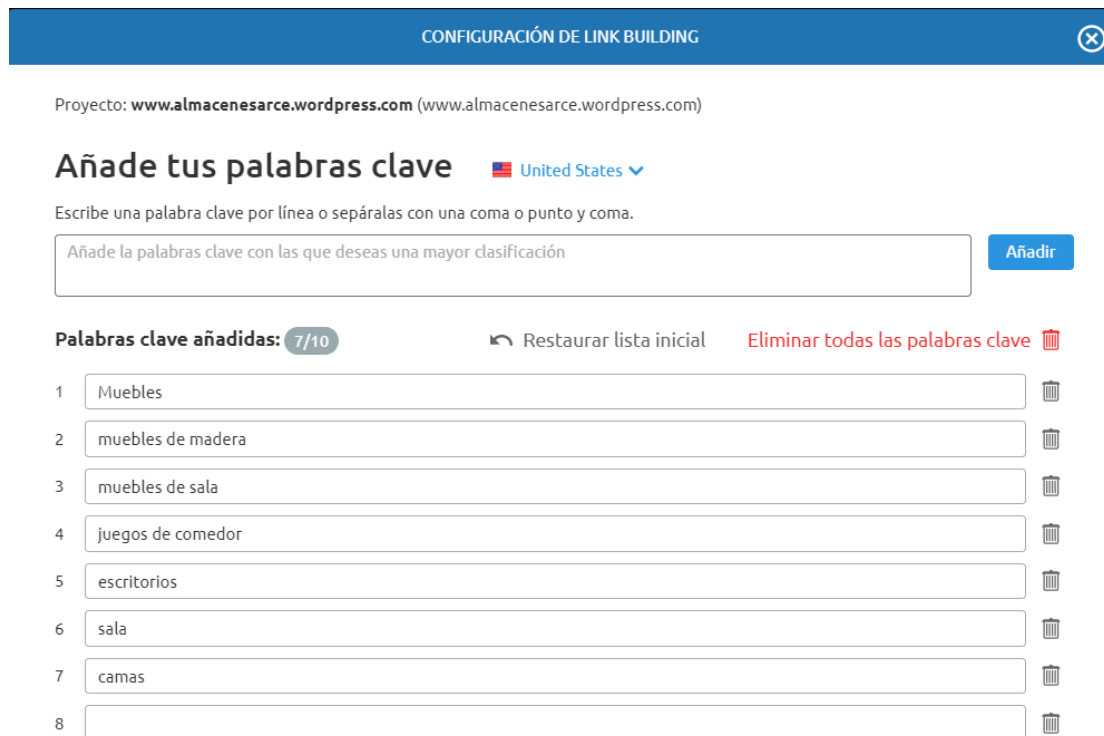 CONFIGURACIÓN DE LINK BUILDING
Proyecto: www.almacenesarce.wordpress.com (www.almacenesarce.wordpress.com)
Añade tus palabras clave United States
Escribe una palabra clave por línea o sepáralas con una coma o punto y coma.
Añade la palabras clave con las que deseas una mayor clasificación
Añadir
Palabras clave añadidas: 7/10 Restaurar lista inicial Eliminar todas las palabras clave
1 Muebles
2 muebles de madera
3 muebles de sala
4 juegos de comedor
5 escritorios
6 sala
7 camas
8